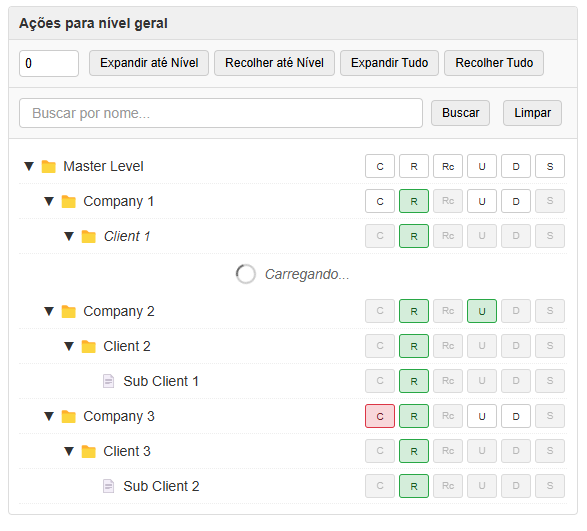 Ações para nível geral
0 Expandir até Nível Recolher até Nível Expandir Tudo Recolher Tudo
Buscar por nome... Buscar Limpar
Master Level C R Rc U D S
Company 1 C R Rc U D S
Client 1 C R Rc U D S
Carregando...
Company 2 C R Rc U D S
Client 2 C R Rc U D S
Sub Client 1 C R Rc U D S
Company 3 C R Rc U D S
Client 3 C R Rc U D S
Sub Client 2 C R Rc U D S